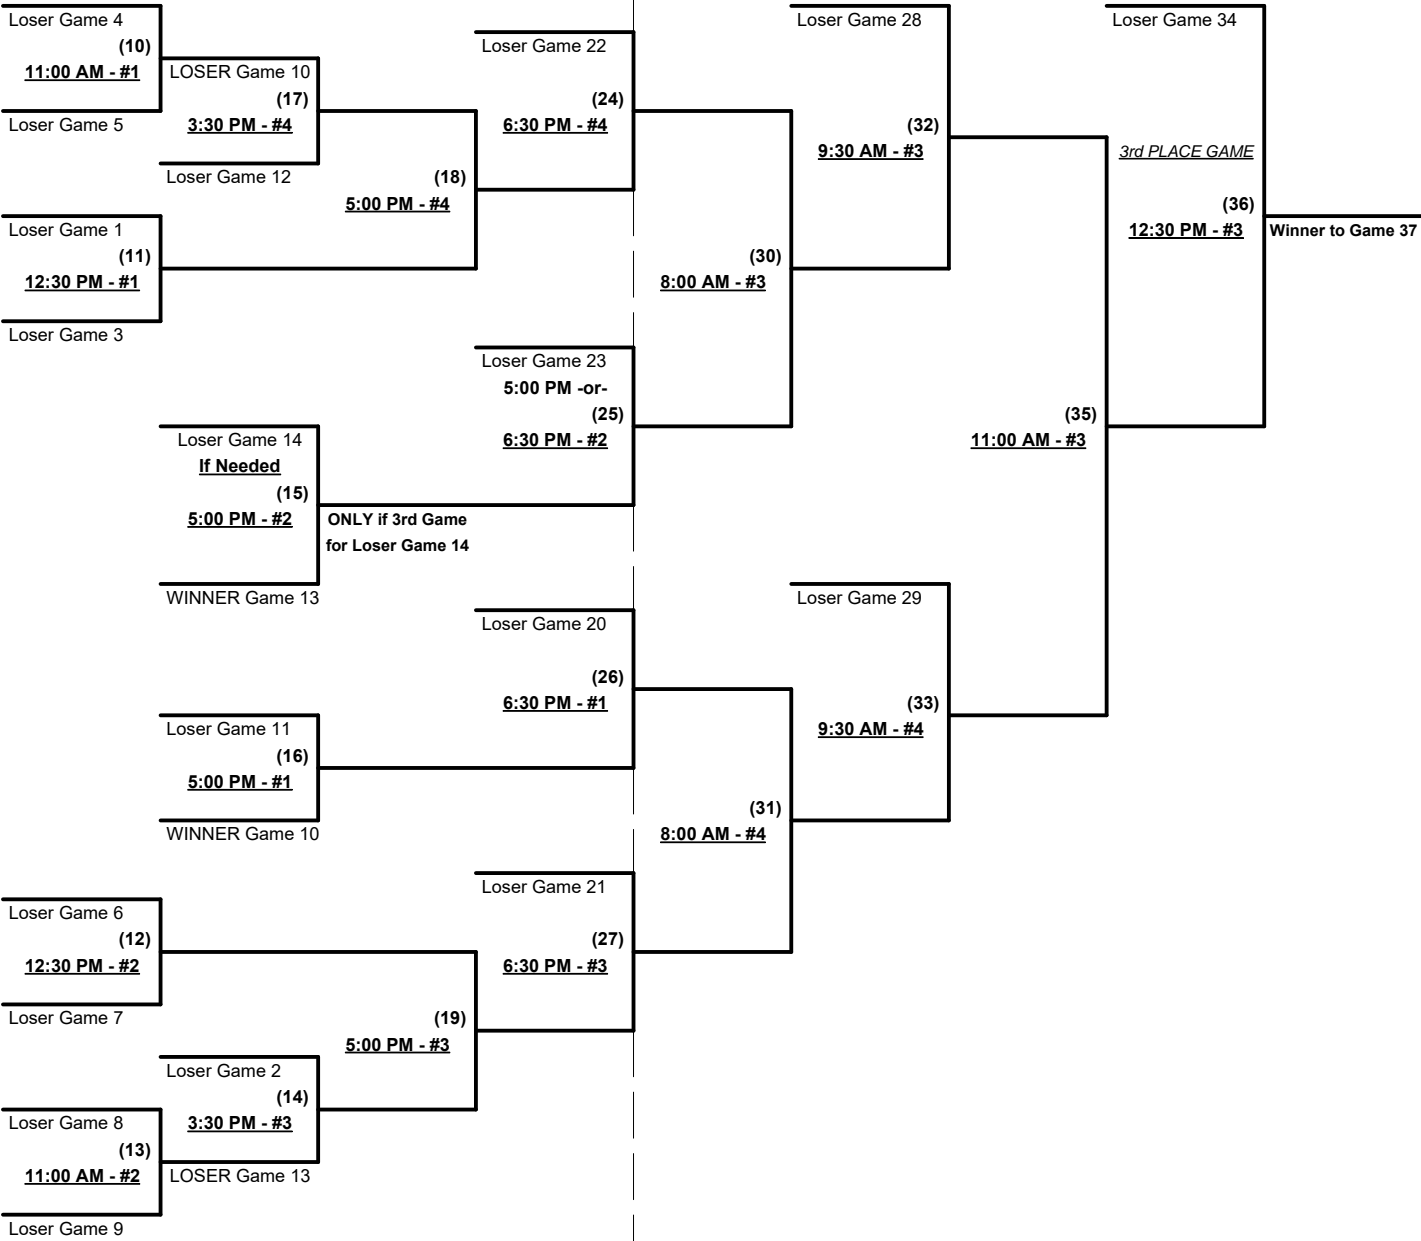 Loser Game 4
(10)
11:00 AM - #1
Loser Game 5
LOSER Game 10
(17)
3:30 PM - #4
Loser Game 12
(18)
5:00 PM - #4
Loser Game 1
(11)
12:30 PM - #1
Loser Game 3
Loser Game 22
(24)
6:30 PM - #4
Loser Game 23
5:00 PM -or-
(25)
6:30 PM - #2
Loser Game 14
If Needed
(15)
5:00 PM - #2
WINNER Game 13
ONLY if 3rd Game
for Loser Game 14
(30)
8:00 AM - #3
Loser Game 28
(32)
9:30 AM - #3
Loser Game 34
3rd PLACE GAME
(36)
12:30 PM - #3
Winner to Game 37
(35)
11:00 AM - #3
Loser Game 20
(26)
6:30 PM - #1
Loser Game 11
(16)
5:00 PM - #1
WINNER Game 10
Loser Game 29
(33)
9:30 AM - #4
(31)
8:00 AM - #4
Loser Game 21
(27)
6:30 PM - #3
Loser Game 6
(12)
12:30 PM - #2
Loser Game 7
(19)
5:00 PM - #3
Loser Game 2
(14)
3:30 PM - #3
LOSER Game 13
Loser Game 8
(13)
11:00 AM - #2
Loser Game 9